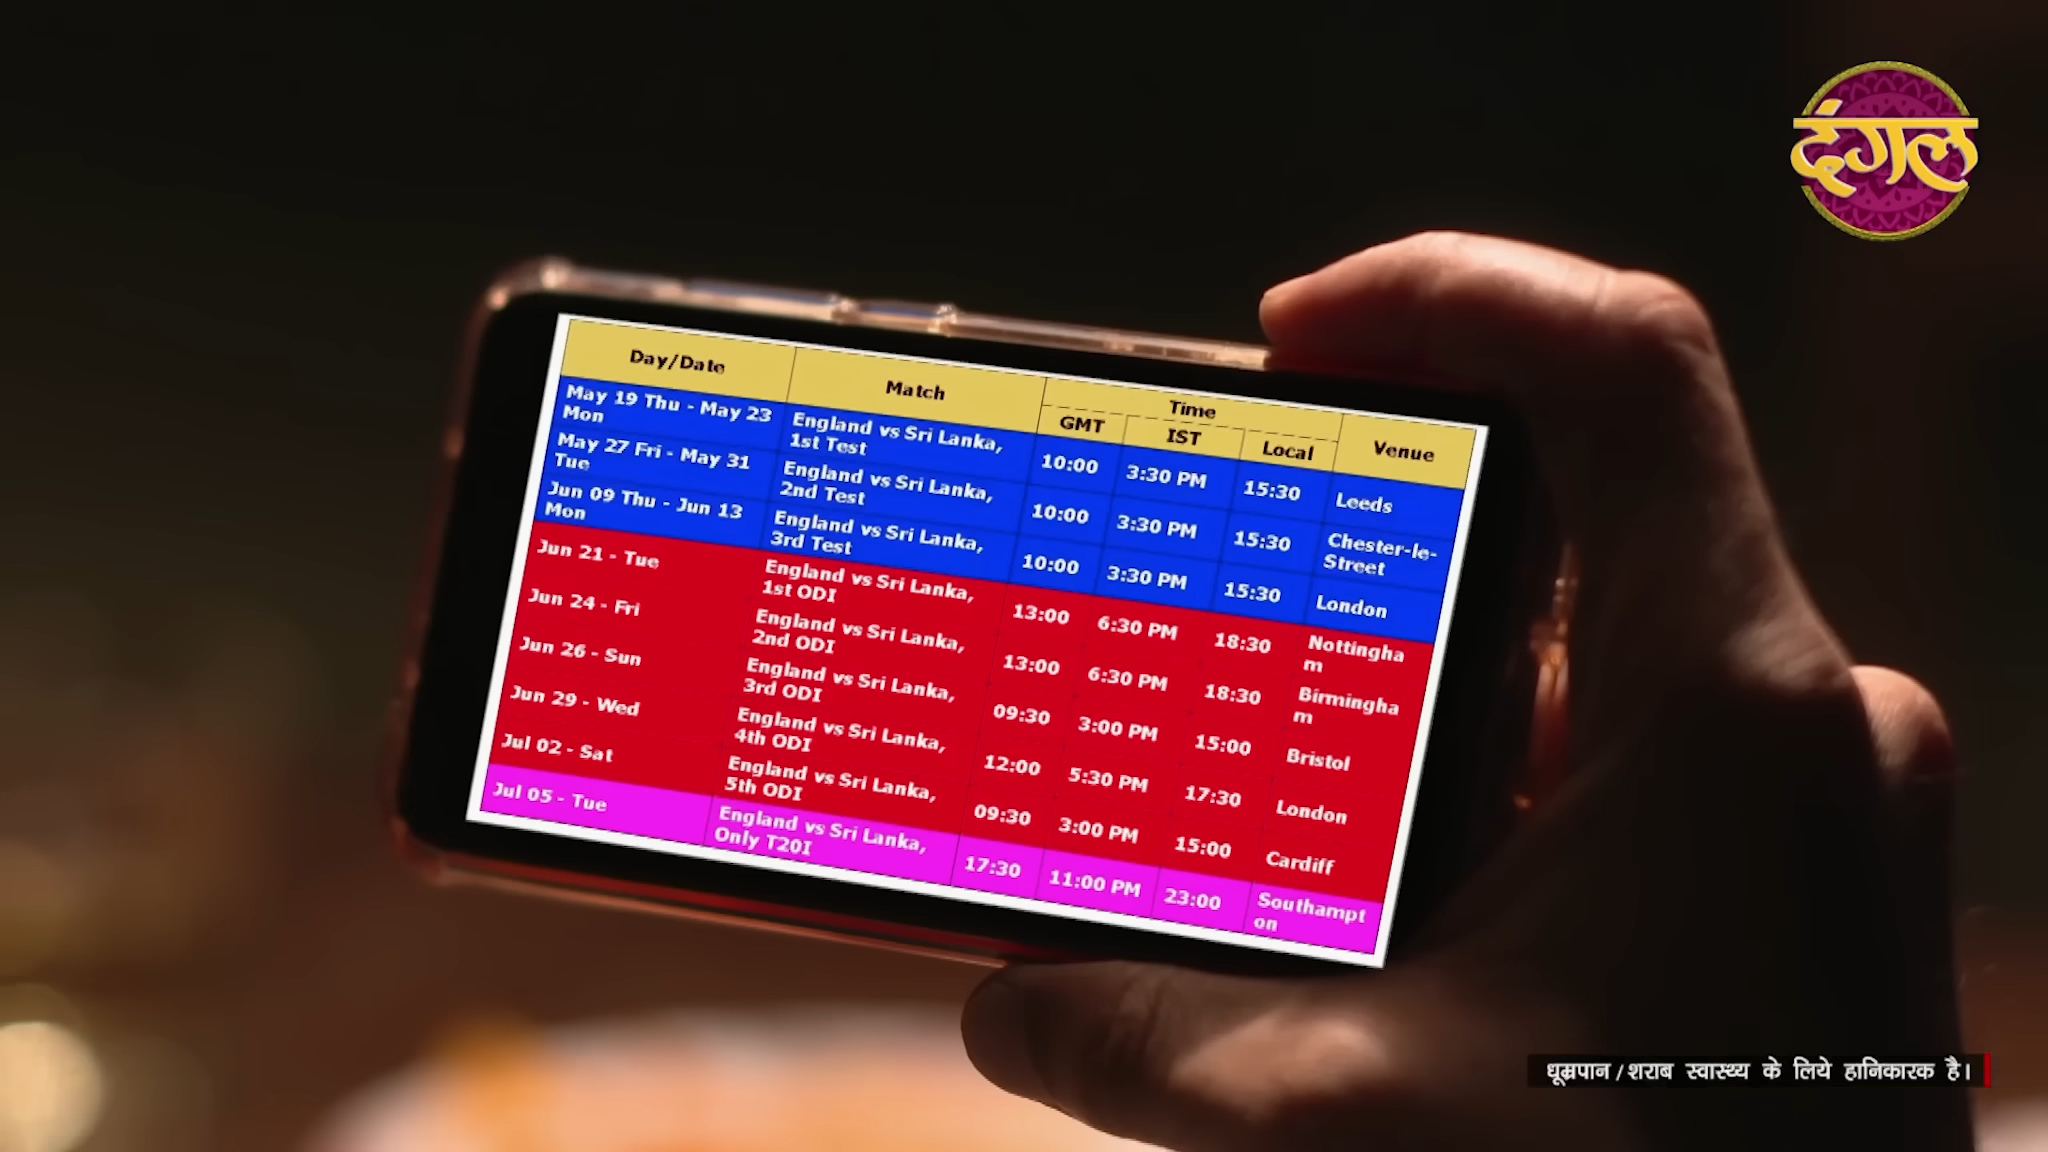 दंगल
Day/Date Match Time Venue
GMT IST Local
May 19 Thu - May 23
Mon
England vs Sri Lanka,
1st Test
10:00 3:30 PM 15:30 Leeds
May 27 Fri - May 31
Tue
England vs Sri Lanka,
2nd Test
10:00 3:30 PM 15:30 Chester-le-
Street
Jun 09 Thu - Jun 13
Mon
England vs Sri Lanka,
3rd Test
10:00 3:30 PM 15:30 London
Jun 21 - Tue
England vs Sri Lanka,
1st ODI
13:00 6:30 PM 18:30 Nottingha
m
Jun 24 - Fri
England vs Sri Lanka,
2nd ODI
13:00 6:30 PM 18:30 Birmingha
m
Jun 26 - Sun
England vs Sri Lanka,
3rd ODI
09:30 3:00 PM 15:00 Bristol
Jun 29 - Wed
England vs Sri Lanka,
4th ODI
12:00 5:30 PM 17:30 London
Jul 02 - Sat
England vs Sri Lanka,
5th ODI
09:30 3:00 PM 15:00 Cardiff
Jul 05 - Tue
England vs Sri Lanka,
Only T20I
17:30 11:00 PM 23:00 Southampt
on
धूम्रपान / शराब स्वास्थ्य के लिये हानिकारक है।